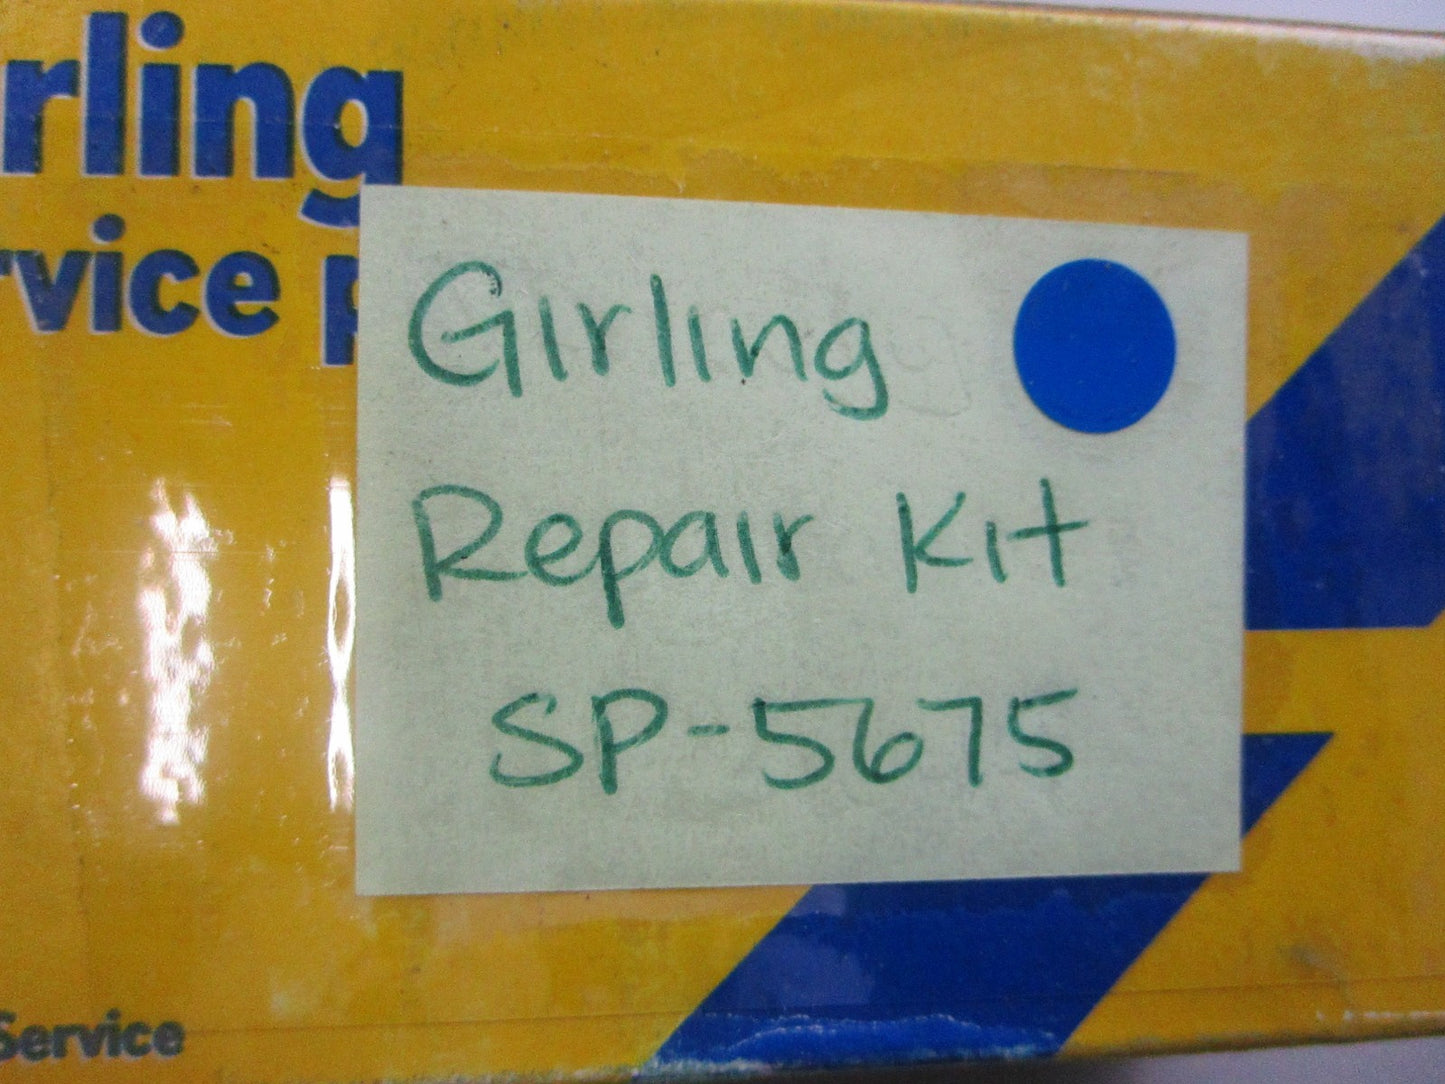 rling
rvice p
Girling
Repair Kit
SP-5675
Service